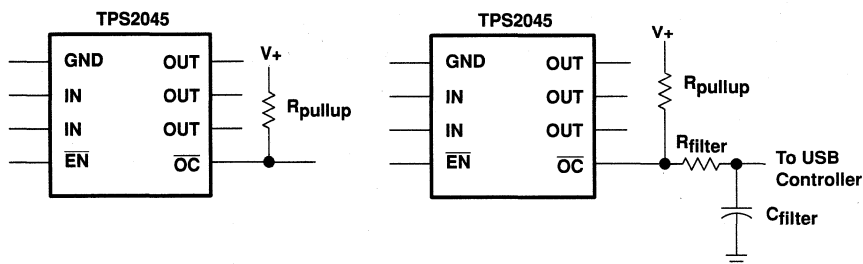 TPS2045
GND OUT
IN OUT
IN OUT
EN OC
V+
Rpullup
TPS2045
GND OUT
IN OUT
IN OUT
EN OC
V+
Rpullup
Rfilter
To USB
Controller
Cfilter